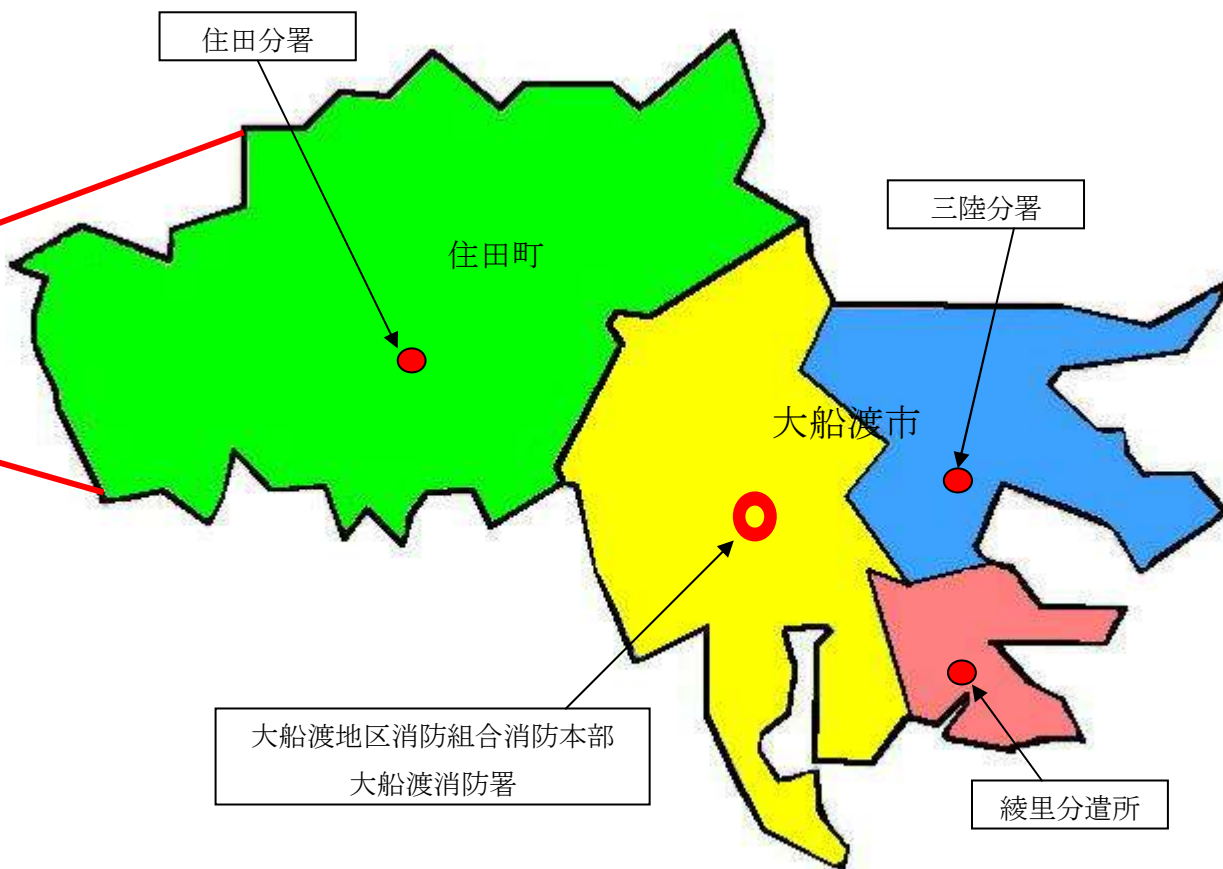 住田分署
三陸分署
住田町
大船渡市
大船渡地区消防組合消防本部
大船渡消防署
綾里分遣所